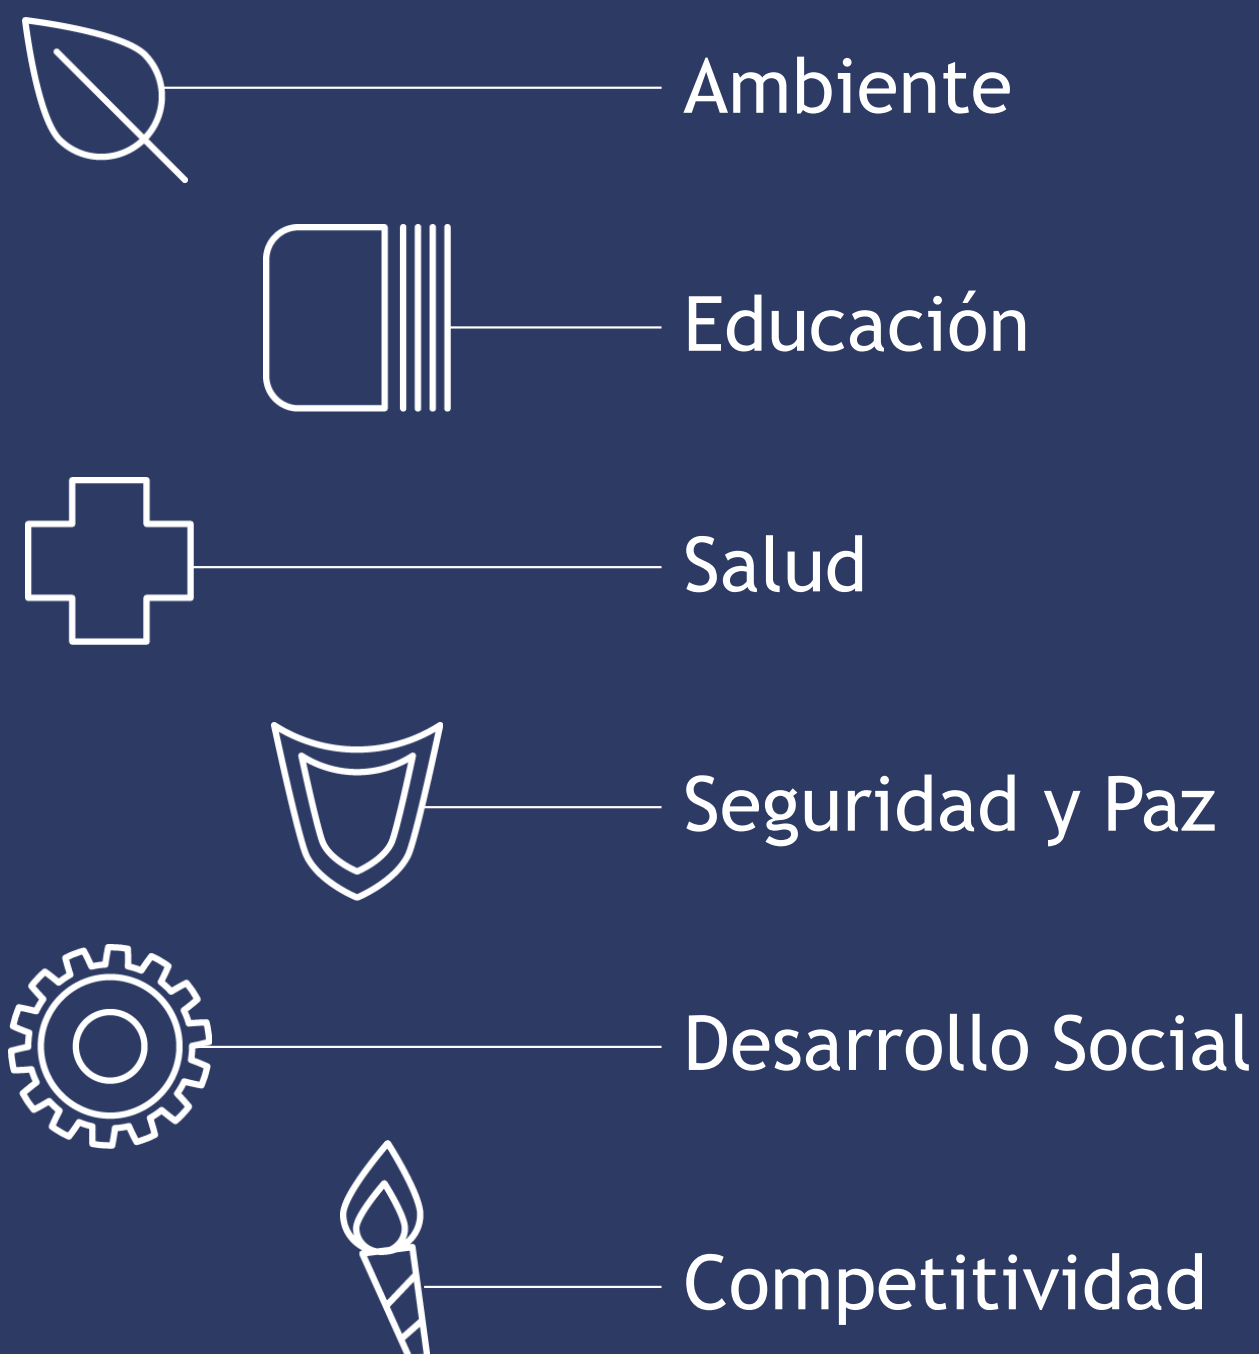 Ambiente
Educación
Salud
Seguridad y Paz
Desarrollo Social
Competitividad